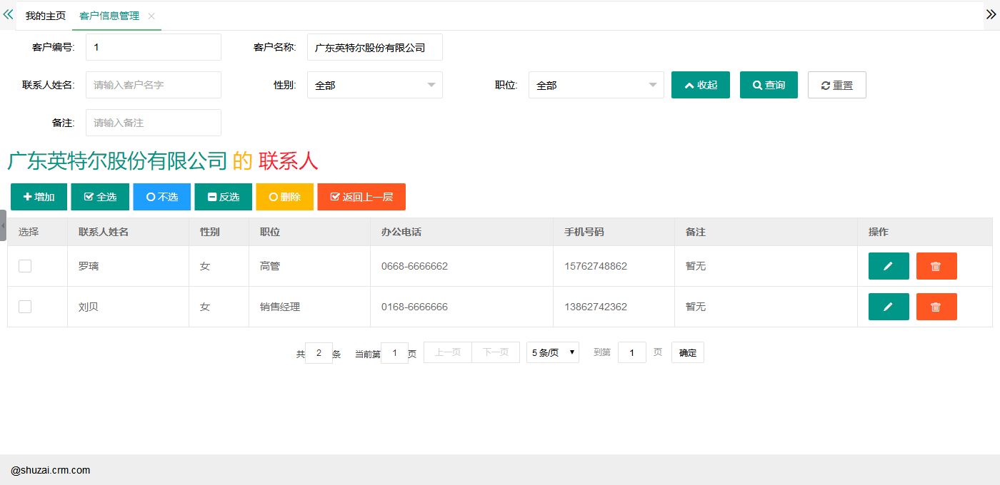 我的主页 客户信息管理
客户编号: 1 客户名称: 广东英特尔股份有限公司
联系人姓名: 请输入客户名字 性别: 全部 职位: 全部 收起 查询 重置
备注: 请输入备注
广东英特尔股份有限公司 的 联系人
增加 全选 不选 反选 删除 返回上一层
选择 联系人姓名 性别 职位 办公电话 手机号码 备注 操作
罗璃 女 高管 0668-6666662 15762748862 暂无
刘贝 女 销售经理 0168-6666666 13862742362 暂无
共 2 条 当前第 1 页 上一页 下一页 5 条/页 到第 1 页 确定
@shuzai.crm.com